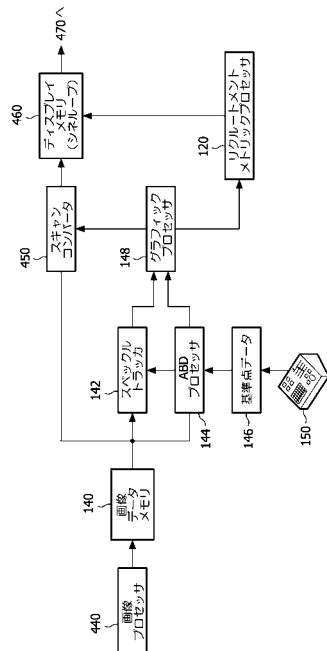 440
画像
プロセッサ
140
画像
データ
メモリ
142
スペックル
トラッカ
144
ABD
プロセッサ
146
基準点データ
150
148
グラフィック
プロセッサ
450
スキャン
コンバータ
460
ディスプレイ
メモリ
(シネループ)
470へ
120
リクルートメント
メトリックプロセッサ